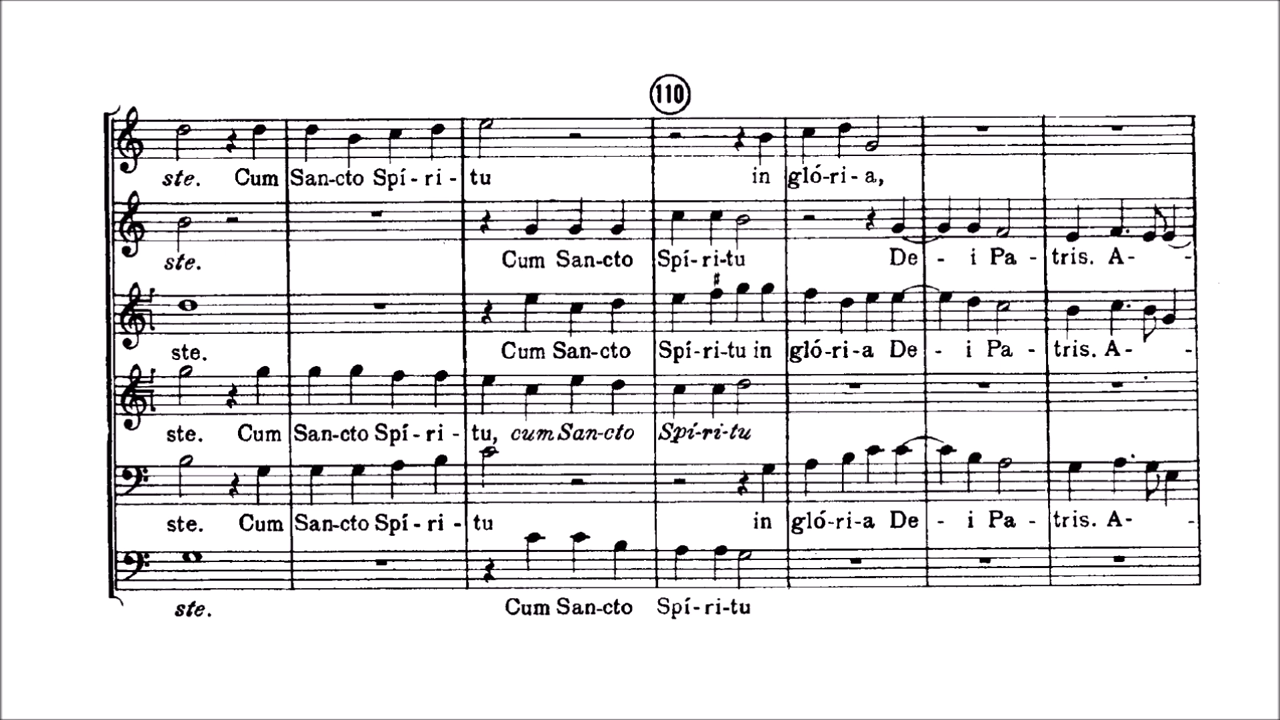 110
ste. Cum San-cto Spí-ri-tu in gló-ri-a,
ste. Cum San-cto Spí-ri-tu De-i Pa-tris. A-
ste. Cum San-cto Spí-ri-tu in gló-ri-a De-i Pa-tris. A-
ste. Cum San-cto Spí-ri-tu, cum San-cto Spí-ri-tu
ste. Cum San-cto Spí-ri-tu in gló-ri-a De-i Pa-tris. A-
ste. Cum San-cto Spí-ri-tu